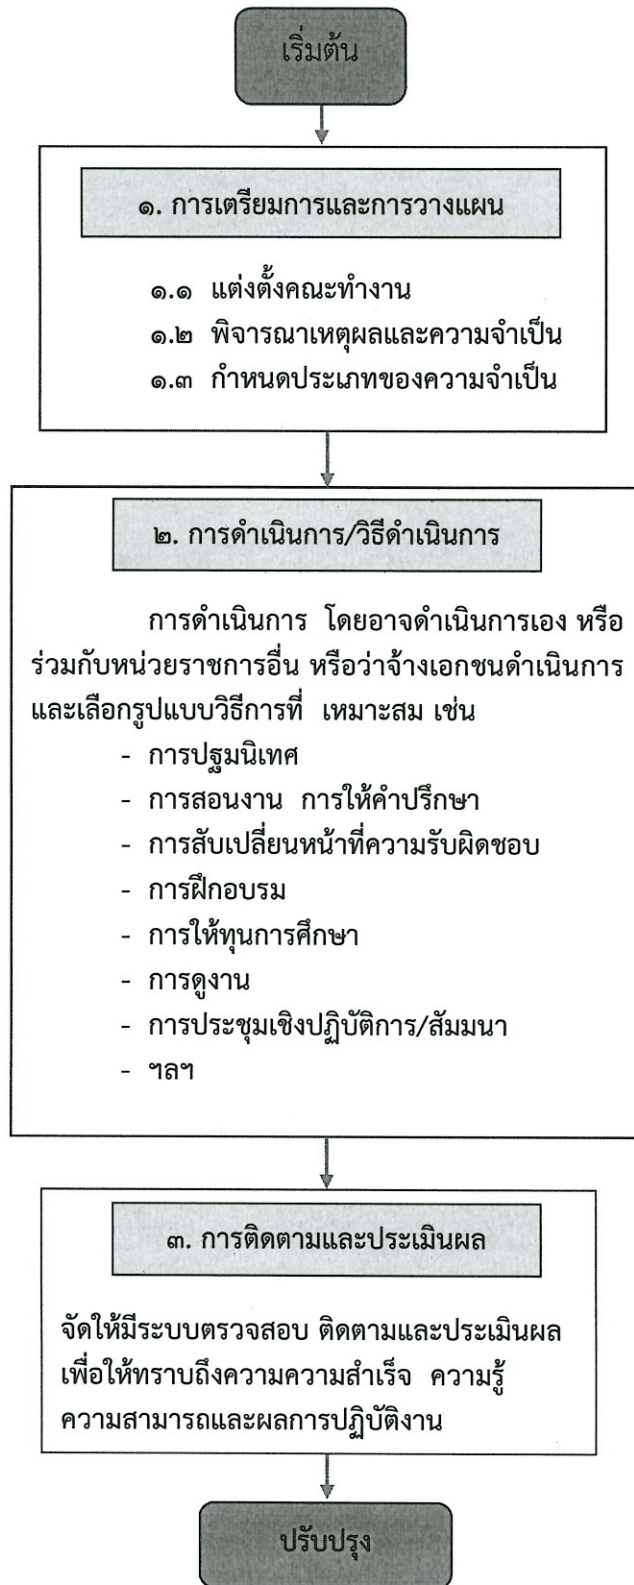 เริ่มต้น
๑. การเตรียมการและการวางแผน
๑.๑ แต่งตั้งคณะทำงาน
๑.๒ พิจารณาเหตุผลและความจำเป็น
๑.๓ กำหนดประเภทของความจำเป็น
๒. การดำเนินการ/วิธีดำเนินการ
การดำเนินการ โดยอาจดำเนินการเอง หรือ
ร่วมกับหน่วยราชการอื่น หรือว่าจ้างเอกชนดำเนินการ
และเลือกรูปแบบวิธีการที่ เหมาะสม เช่น
- การปฐมนิเทศ
- การสอนงาน การให้คำปรึกษา
- การสับเปลี่ยนหน้าที่ความรับผิดชอบ
- การฝึกอบรม
- การให้ทุนการศึกษา
- การดูงาน
- การประชุมเชิงปฏิบัติการ/สัมมนา
- ฯลฯ
๓. การติดตามและประเมินผล
จัดให้มีระบบตรวจสอบ ติดตามและประเมินผล
เพื่อให้ทราบถึงความความสำเร็จ ความรู้
ความสามารถและผลการปฏิบัติงาน
ปรับปรุง